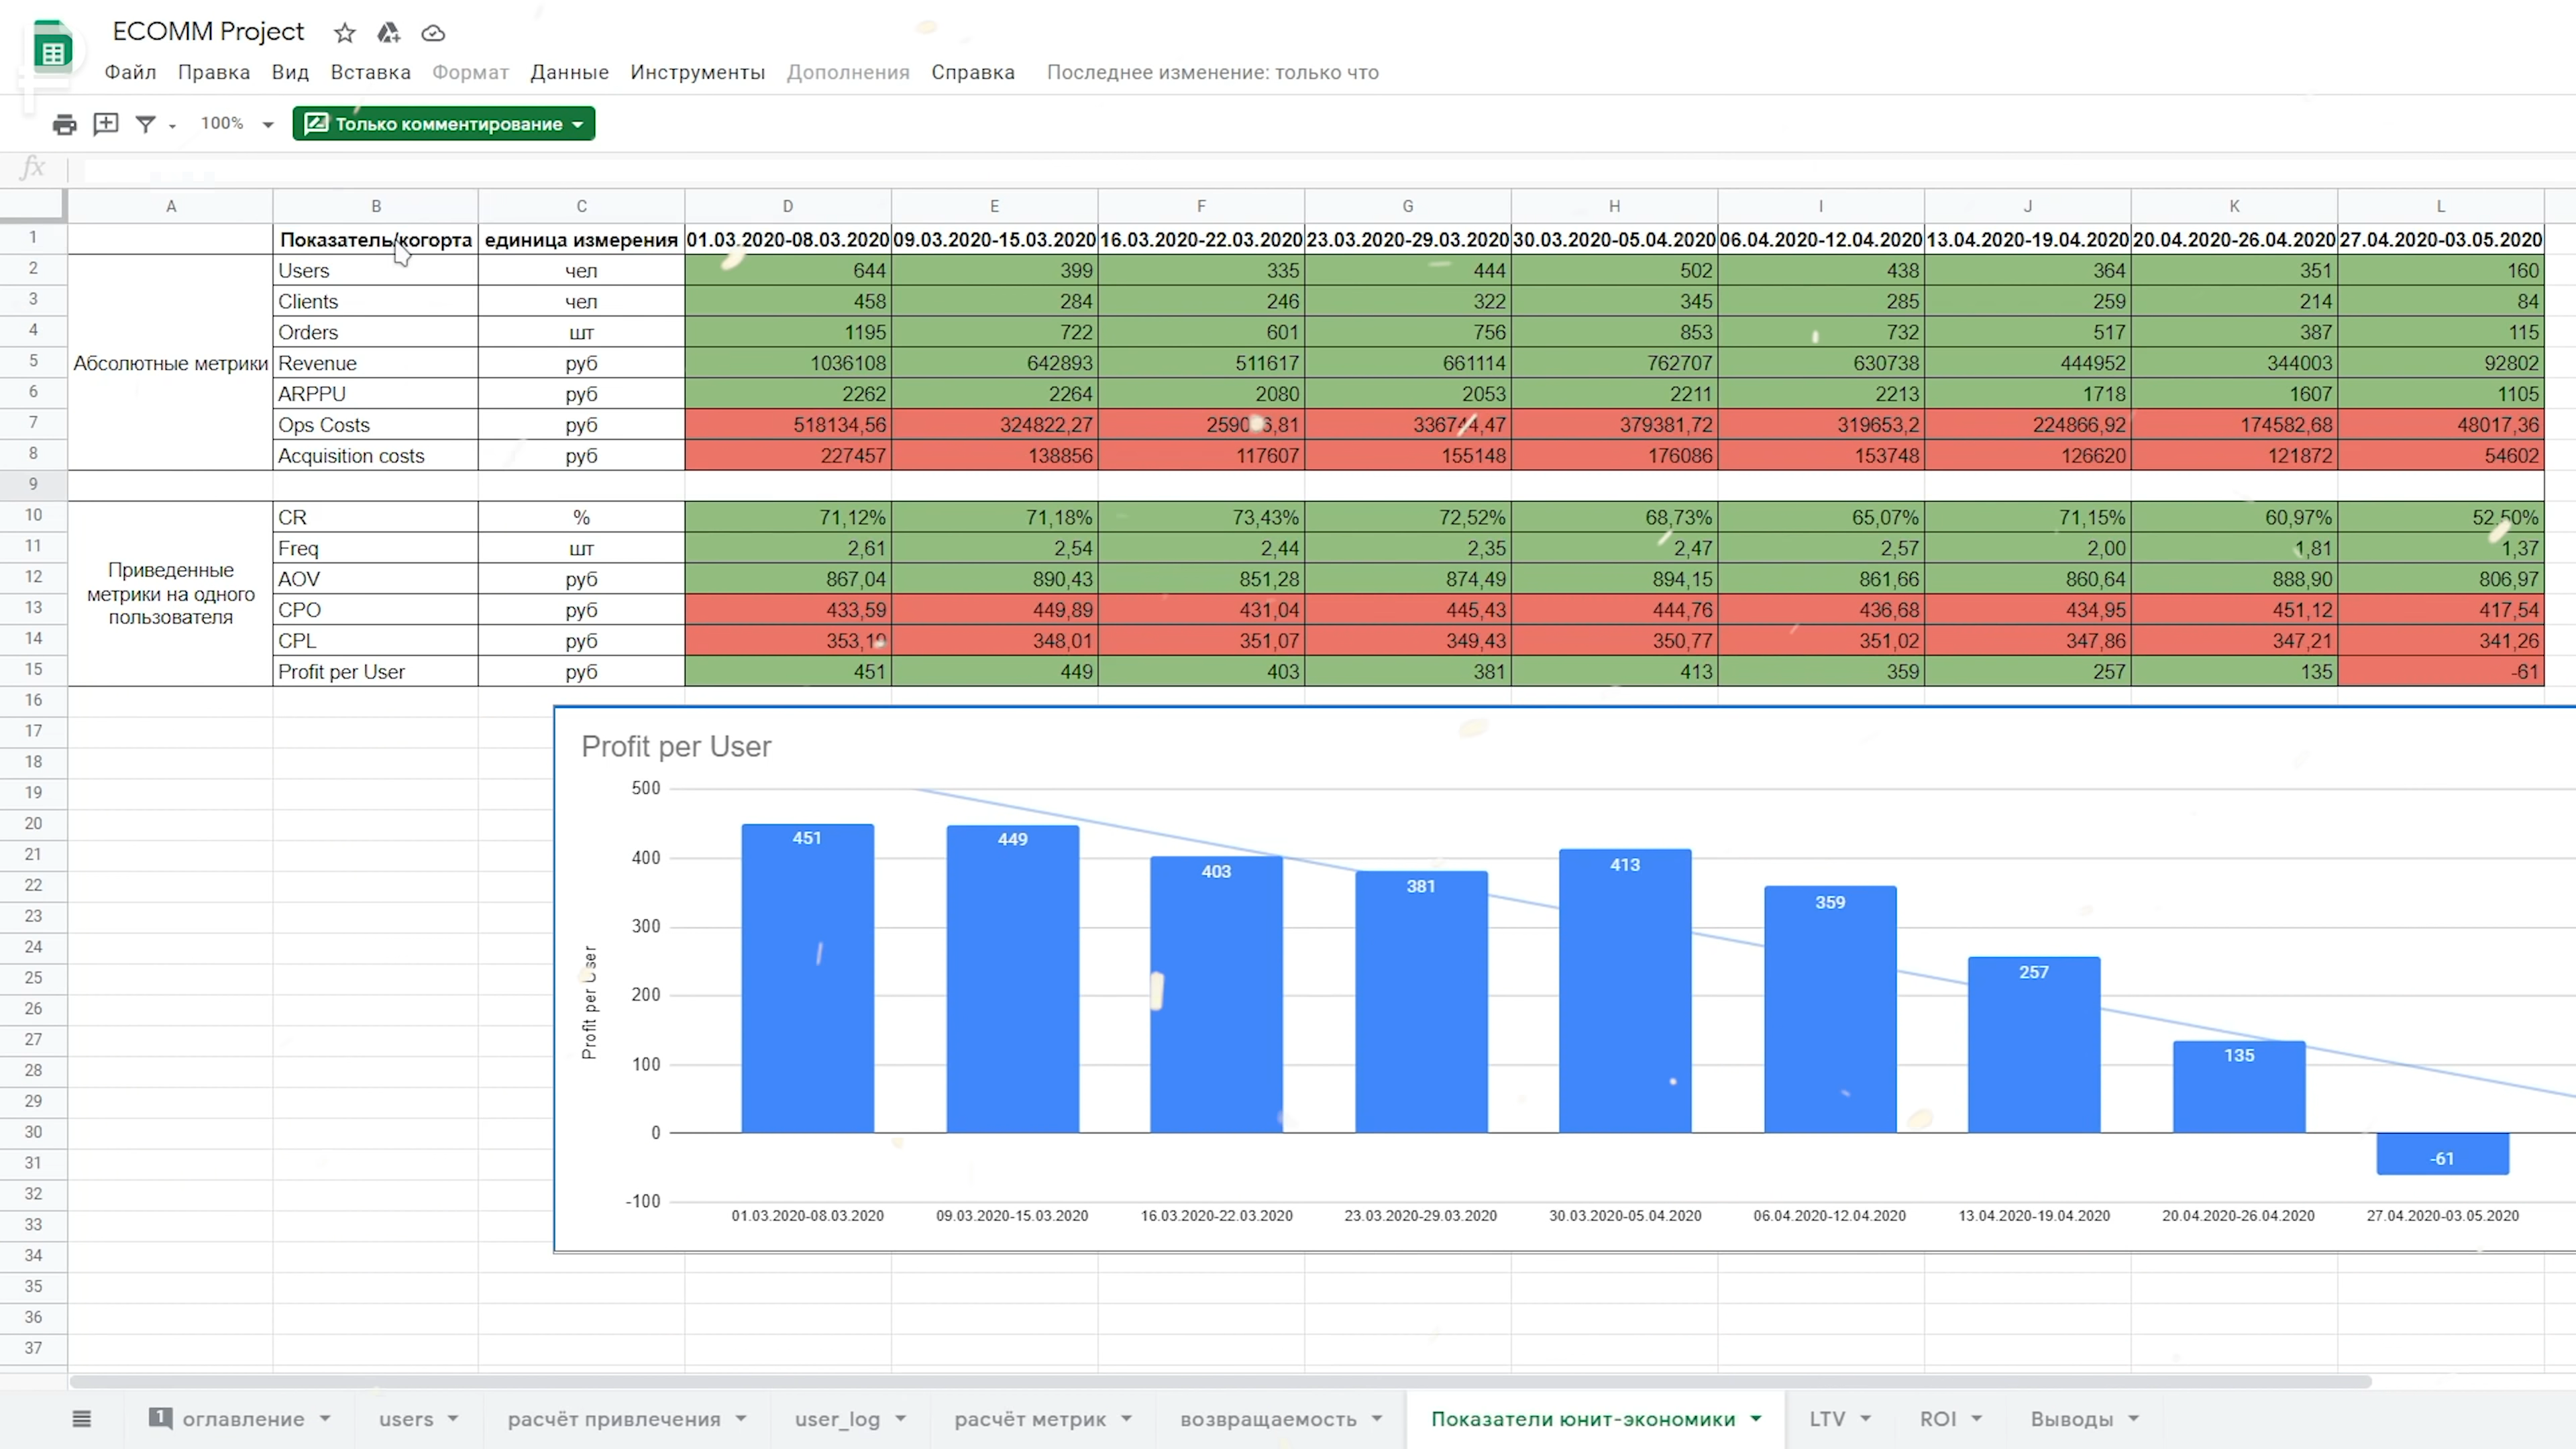 ECOMM Project
Файл Правка Вид Вставка Формат Данные Инструменты Дополнения Справка Последнее изменение: только что
100% Только комментирование
fx
A B C D E F G H I J K L
1 Показатель/когорта единица измерения 01.03.2020-08.03.2020 09.03.2020-15.03.2020 16.03.2020-22.03.2020 23.03.2020-29.03.2020 30.03.2020-05.04.2020 06.04.2020-12.04.2020 13.04.2020-19.04.2020 20.04.2020-26.04.2020 27.04.2020-03.05.2020
2 Users чел 644 399 335 444 502 438 364 351 160
3 Clients чел 458 284 246 322 345 285 259 214 84
4 Orders шт 1195 722 601 756 853 732 517 387 115
5 Абсолютные метрики Revenue руб 1036108 642893 511617 661114 762707 630738 444952 344003 92802
6 ARPPU руб 2262 2264 2080 2053 2211 2213 1718 1607 1105
7 Ops Costs руб 518134,56 324822,27 336744,47 379381,72 319653,2 224866,92 174582,68 48017,36
8 Acquisition costs руб 227457 138856 117607 155148 176086 153748 126620 121872 54602
9
10 CR % 71,12% 71,18% 73,43% 72,52% 68,73% 65,07% 71,15% 60,97% 52,50%
11 Freq шт 2,61 2,54 2,44 2,35 2,47 2,57 2,00 1,81 1,37
12 AOV руб 867,04 890,43 851,28 874,49 894,15 861,66 860,64 888,90 806,97
Приведенные
метрики на одного
пользователя
13 CPO руб 433,59 449,89 431,04 445,43 444,76 436,68 434,95 451,12 417,54
14 CPL руб 348,01 351,07 349,43 350,77 351,02 347,86 347,21 341,26
15 Profit per User руб 451 449 403 381 413 359 257 135 -61
16
17
18
19
20
21
22
23
24
25
26
27
28
29
30
31
32
33
34
35
36
37
Profit per User
Profit per User
500
400
300
200
100
0
-100
451 449 403 381 413 359 257 135 -61
01.03.2020-08.03.2020 09.03.2020-15.03.2020 16.03.2020-22.03.2020 23.03.2020-29.03.2020 30.03.2020-05.04.2020 06.04.2020-12.04.2020 13.04.2020-19.04.2020 20.04.2020-26.04.2020 27.04.2020-03.05.2020
1 оглавление users расчёт привлечения user_log расчёт метрик возвращаемость Показатели юнит-экономики LTV ROI Выводы